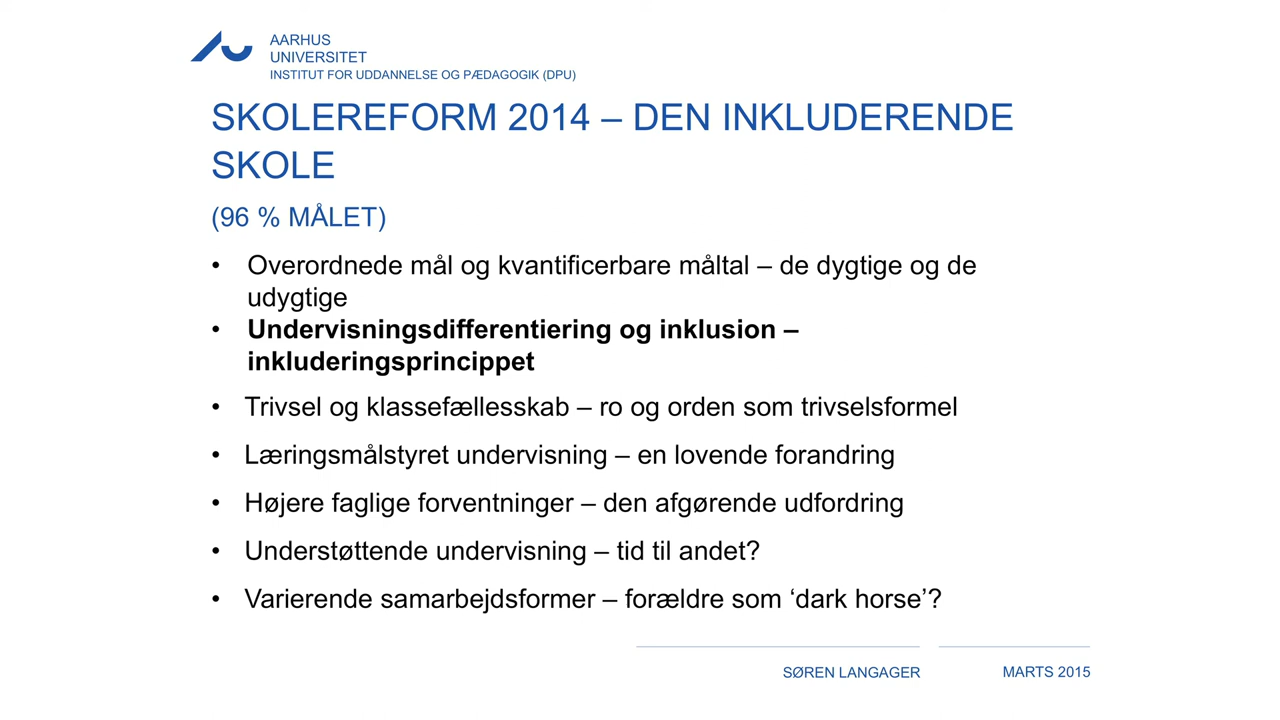 AARHUS
UNIVERSITET
INSTITUT FOR UDDANNELSE OG PÆDAGOGIK (DPU)
SKOLEREFORM 2014 – DEN INKLUDERENDE
SKOLE
(96 % MÅLET)
• Overordnede mål og kvantificerbare måltal – de dygtige og de
udygtige
• Undervisningsdifferentiering og inklusion –
inkluderingsprincippet
• Trivsel og klassefællesskab – ro og orden som trivselsformel
• Læringsmålstyret undervisning – en lovende forandring
• Højere faglige forventninger – den afgørende udfordring
• Understøttende undervisning – tid til andet?
• Varierende samarbejdsformer – forældre som ‘dark horse’?
SØREN LANGAGER
MARTS 2015